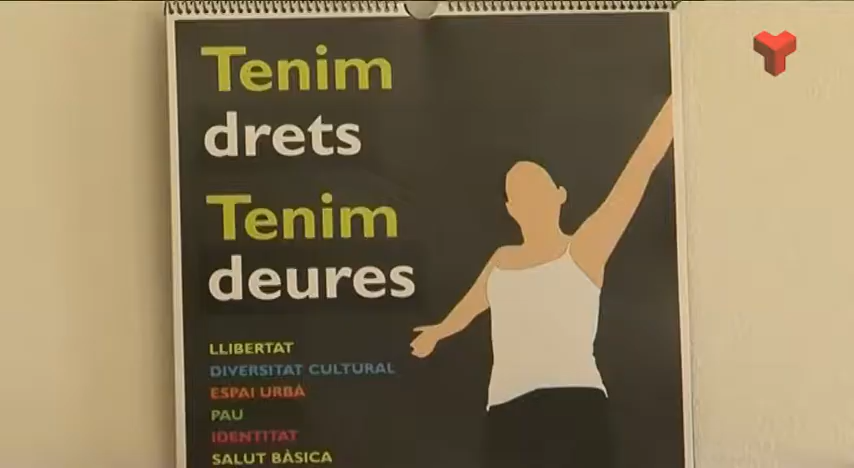 Tenim
drets
Tenim
deures
LLIBERTAT
DIVERSITAT CULTURAL
ESPAI URBÀ
PAU
IDENTITAT
SALUT BÀSICA